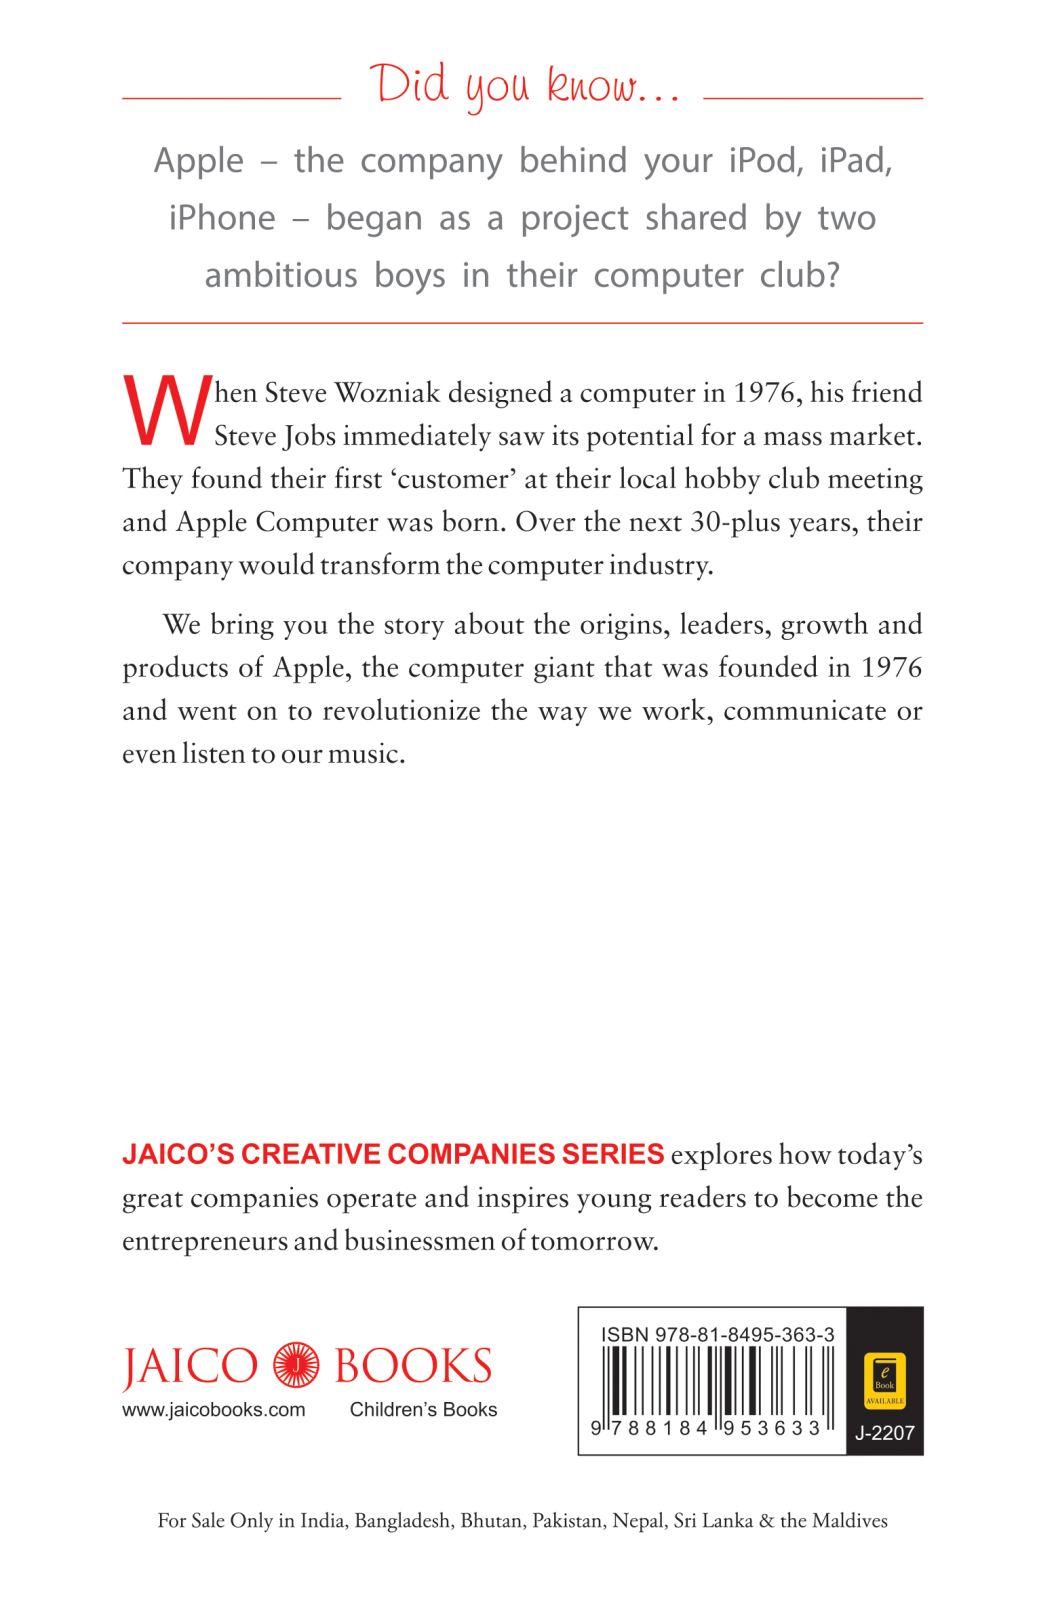 Did you know...
Apple – the company behind your iPod, iPad,
iPhone – began as a project shared by two
ambitious boys in their computer club?
When Steve Wozniak designed a computer in 1976, his friend
Steve Jobs immediately saw its potential for a mass market.
They found their first ‘customer’ at their local hobby club meeting
and Apple Computer was born. Over the next 30-plus years, their
company would transform the computer industry.
We bring you the story about the origins, leaders, growth and
products of Apple, the computer giant that was founded in 1976
and went on to revolutionize the way we work, communicate or
even listen to our music.
JAICO’S CREATIVE COMPANIES SERIES explores how today’s
great companies operate and inspires young readers to become the
entrepreneurs and businessmen of tomorrow.
JAICO J BOOKS
www.jaicobooks.com Children’s Books
ISBN 978-81-8495-363-3
9 788184 953633
e
Book
AVAILABLE
J-2207
For Sale Only in India, Bangladesh, Bhutan, Pakistan, Nepal, Sri Lanka & the Maldives